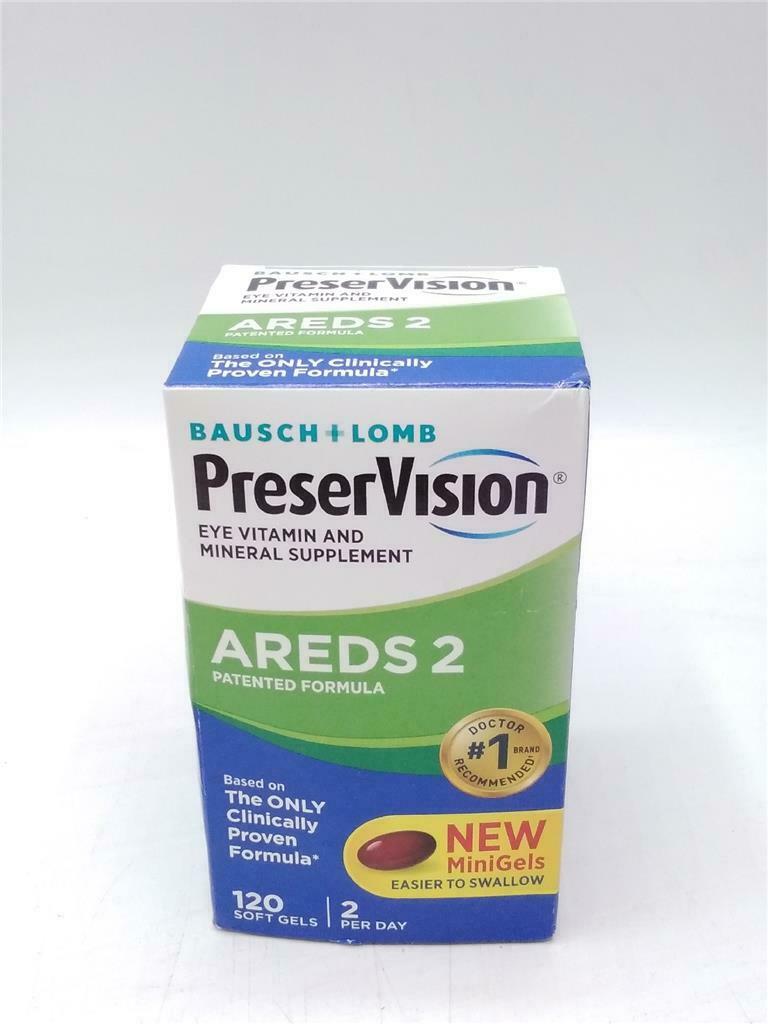 BAUSCH + LOMB
PreserVision®
EYE VITAMIN AND
MINERAL SUPPLEMENT
AREDS 2
PATENTED FORMULA
Based on
The ONLY Clinically
Proven Formula*
BAUSCH + LOMB
PreserVision®
EYE VITAMIN AND
MINERAL SUPPLEMENT
AREDS 2
PATENTED FORMULA
DOCTOR
#1 BRAND
RECOMMENDED†
Based on
The ONLY
Clinically
Proven
Formula*
NEW
MiniGels
EASIER TO SWALLOW
120
SOFT GELS
2
PER DAY